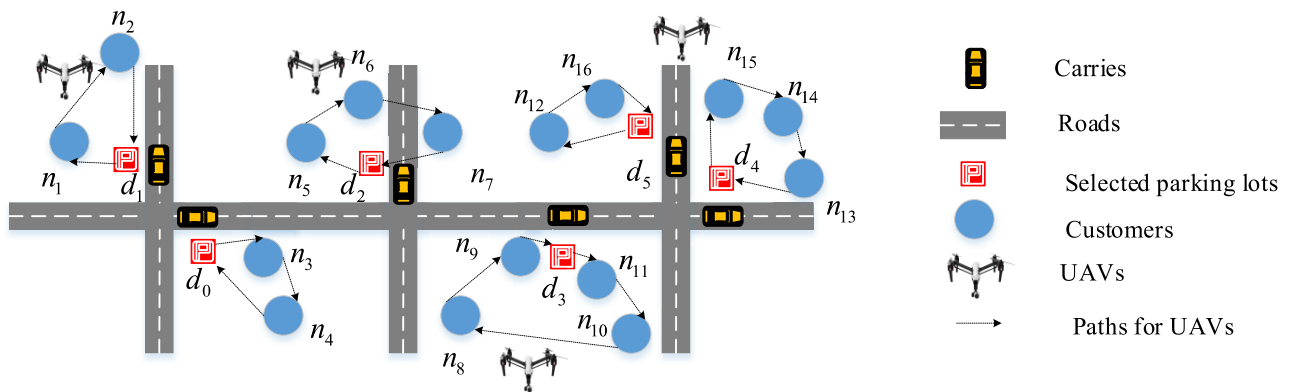 n₂
n₁
d₁
n₆
n₅
d₂
n₇
n₁₆
n₁₂
d₅
n₁₅
n₁₄
d₄
n₁₃
d₀
n₃
n₄
n₉
d₃
n₁₁
n₁₀
n₈
Carries
Roads
Selected parking lots
Customers
UAVs
Paths for UAVs